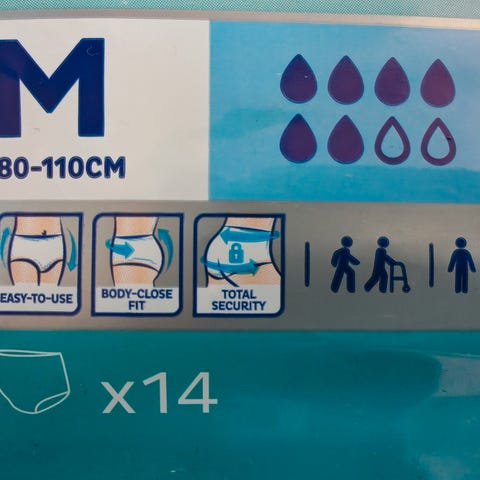 M
80-110CM
EASY-TO-USE
BODY-CLOSE
FIT
TOTAL
SECURITY
x14